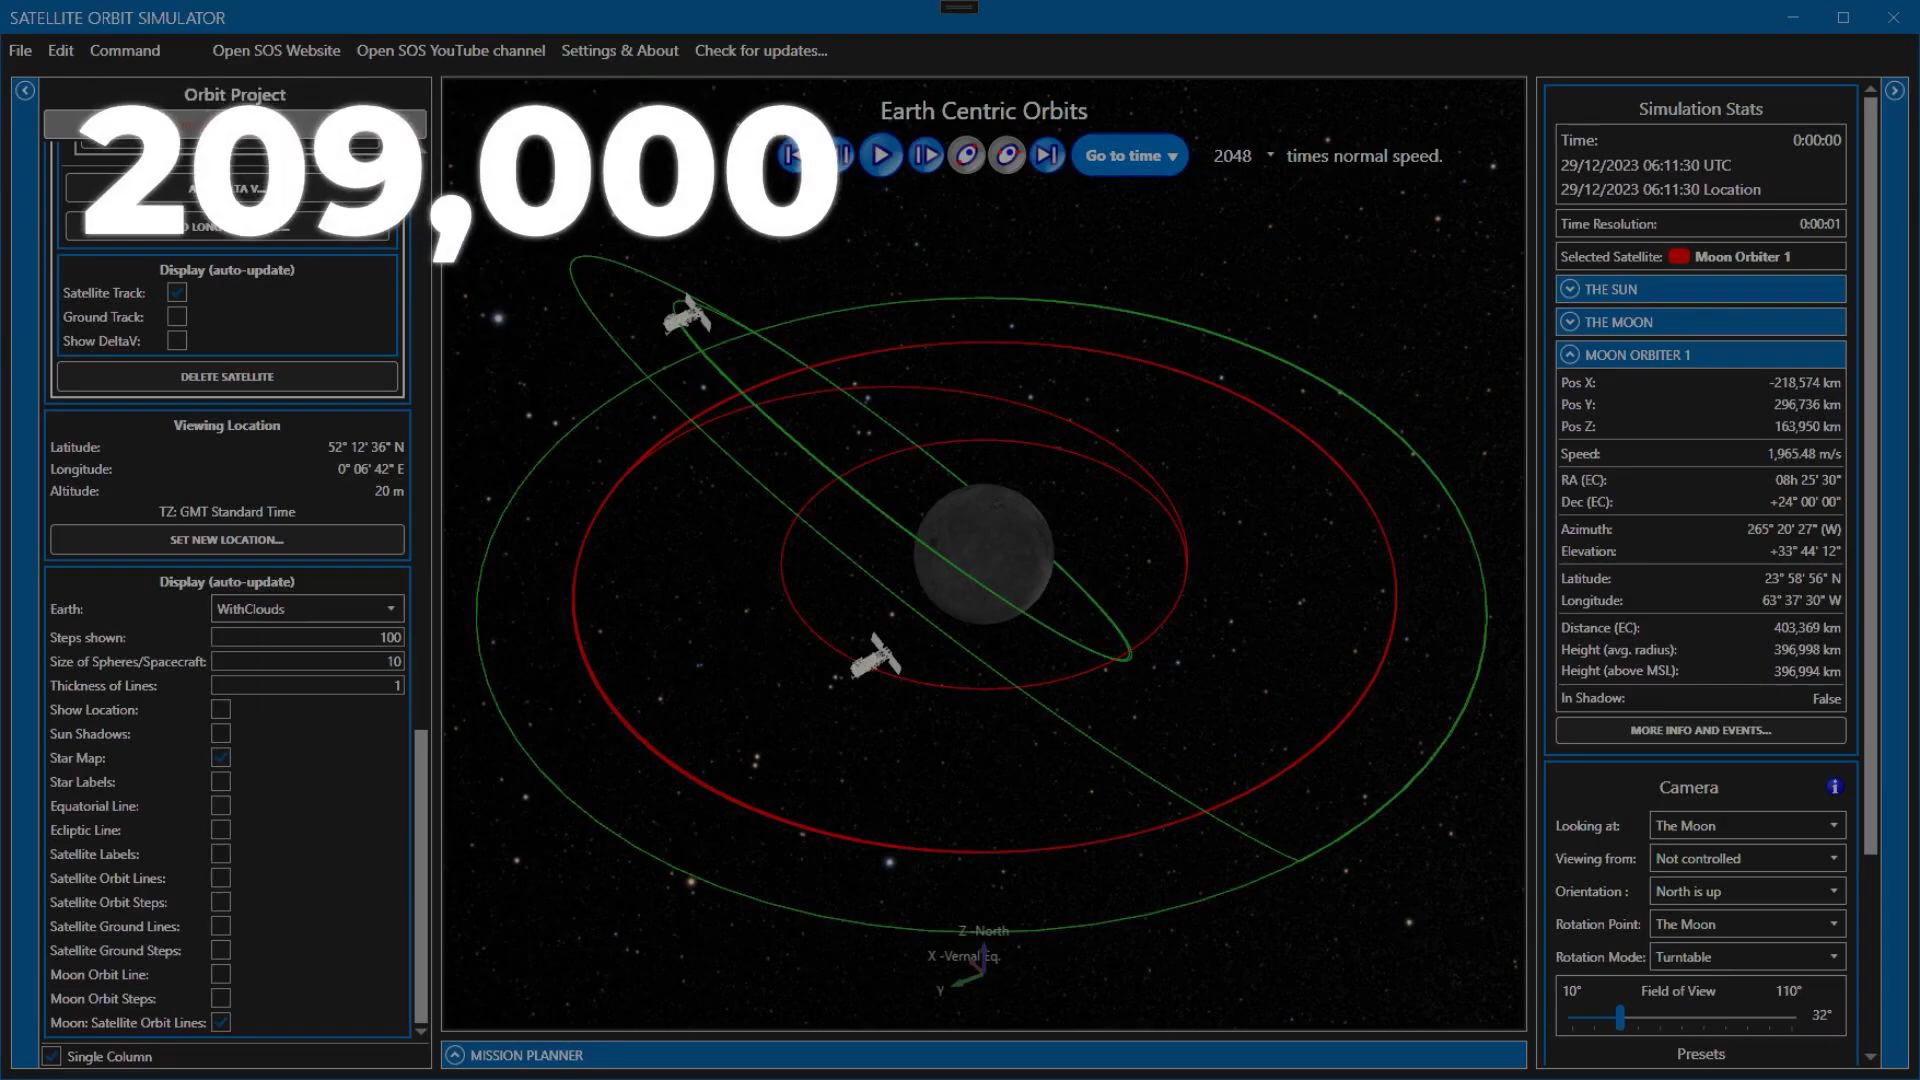 SATELLITE ORBIT SIMULATOR
File Edit Command Open SOS Website Open SOS YouTube channel Settings & About Check for updates...
Orbit Project
209,000
Display (auto-update)
Satellite Track:
Ground Track:
Show DeltaV:
DELETE SATELLITE
Viewing Location
Latitude: 52° 12' 36" N
Longitude: 0° 06' 42" E
Altitude: 20 m
TZ: GMT Standard Time
SET NEW LOCATION...
Display (auto-update)
Earth: WithClouds
Steps shown: 100
Size of Spheres/Spacecraft: 10
Thickness of Lines: 1
Show Location:
Sun Shadows:
Star Map:
Star Labels:
Equatorial Line:
Ecliptic Line:
Satellite Labels:
Satellite Orbit Lines:
Satellite Orbit Steps:
Satellite Ground Lines:
Satellite Ground Steps:
Moon Orbit Line:
Moon Orbit Steps:
Moon: Satellite Orbit Lines:
Single Column
Earth Centric Orbits
Go to time 2048 times normal speed.
Z -North
X -Vernal Eq.
Y
MISSION PLANNER
Simulation Stats
Time: 0:00:00
29/12/2023 06:11:30 UTC
29/12/2023 06:11:30 Location
Time Resolution: 0:00:01
Selected Satellite: Moon Orbiter 1
THE SUN
THE MOON
MOON ORBITER 1
Pos X: -218,574 km
Pos Y: 296,736 km
Pos Z: 163,950 km
Speed: 1,965.48 m/s
RA (EC): 08h 25' 30"
Dec (EC): +24° 00' 00"
Azimuth: 265° 20' 27" (W)
Elevation: +33° 44' 12"
Latitude: 23° 58' 56" N
Longitude: 63° 37' 30" W
Distance (EC): 403,369 km
Height (avg. radius): 396,998 km
Height (above MSL): 396,994 km
In Shadow: False
MORE INFO AND EVENTS...
Camera
Looking at: The Moon
Viewing from: Not controlled
Orientation : North is up
Rotation Point: The Moon
Rotation Mode: Turntable
10° Field of View 110°
32°
Presets